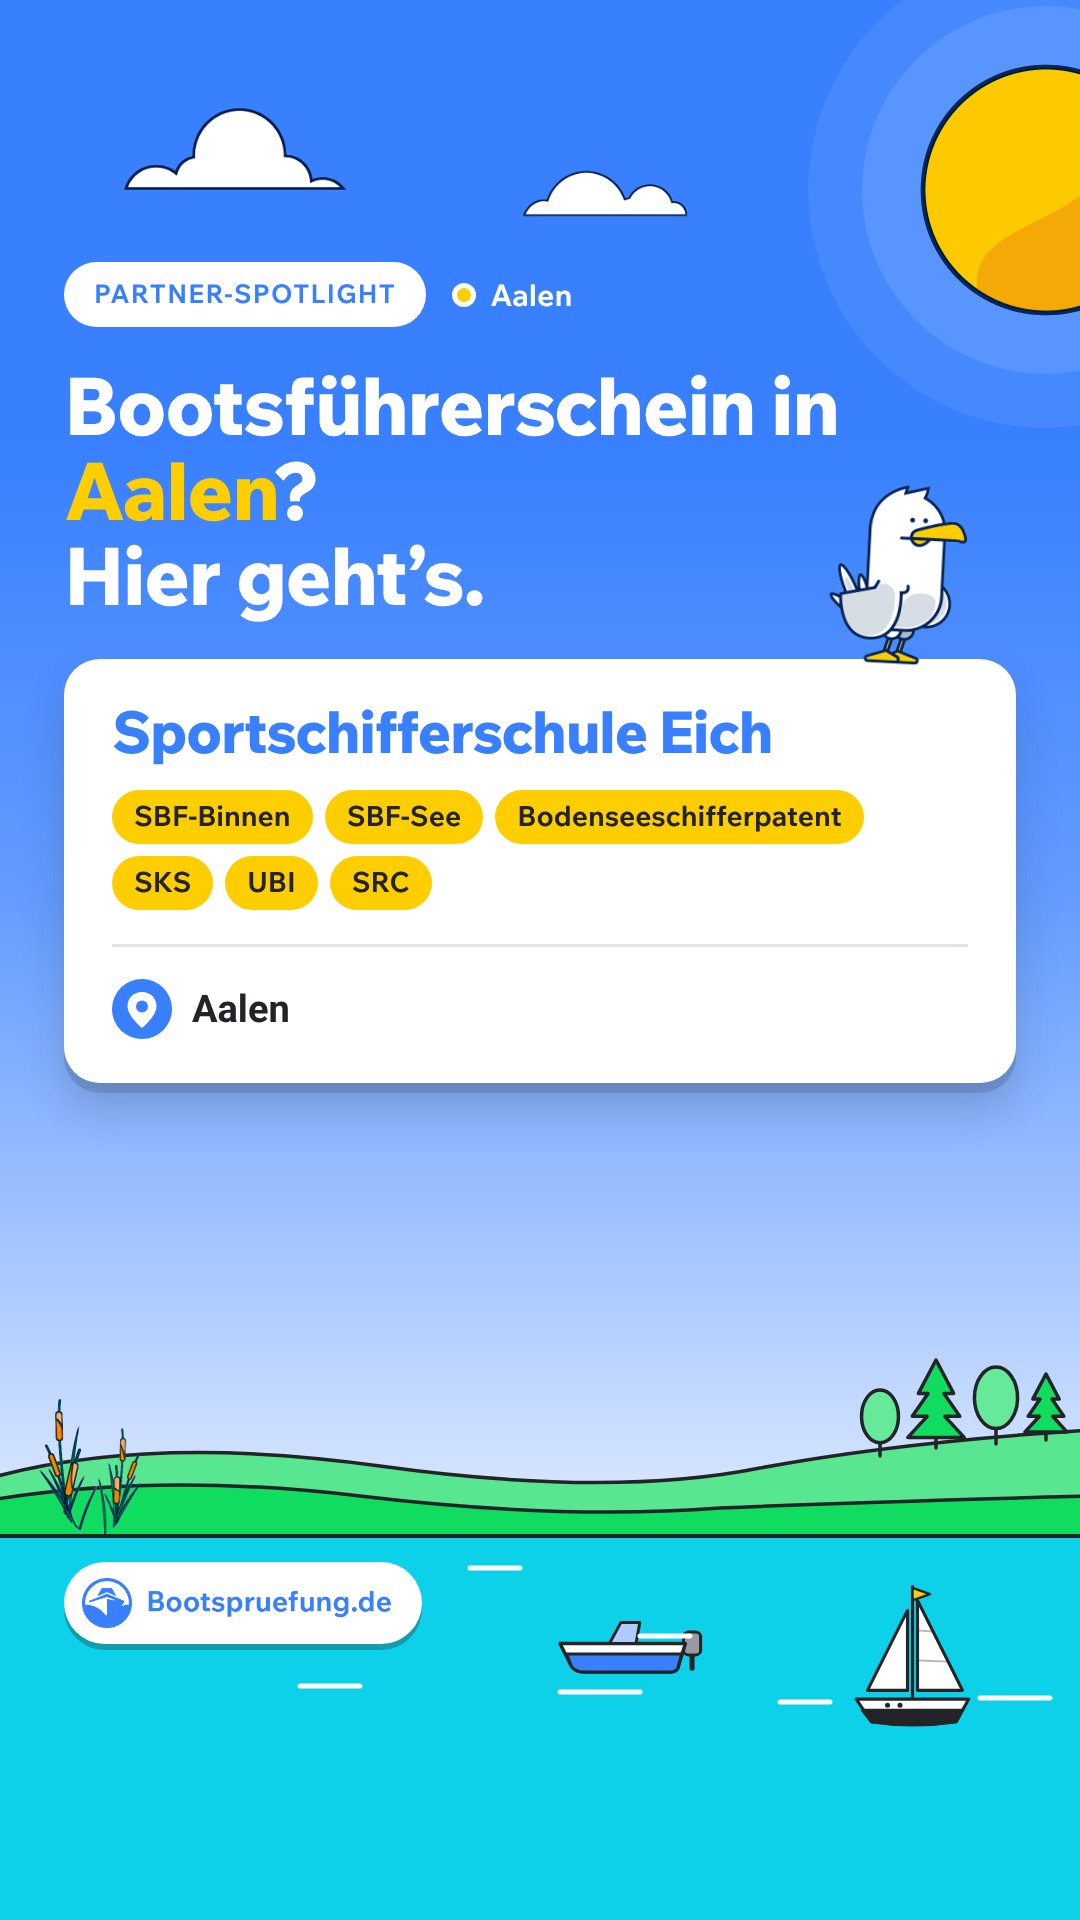 PARTNER-SPOTLIGHT Aalen
Bootsführerschein in
Aalen?
Hier geht’s.
Sportschifferschule Eich
SBF-Binnen SBF-See Bodenseeschifferpatent
SKS UBI SRC
Aalen
Bootspruefung.de